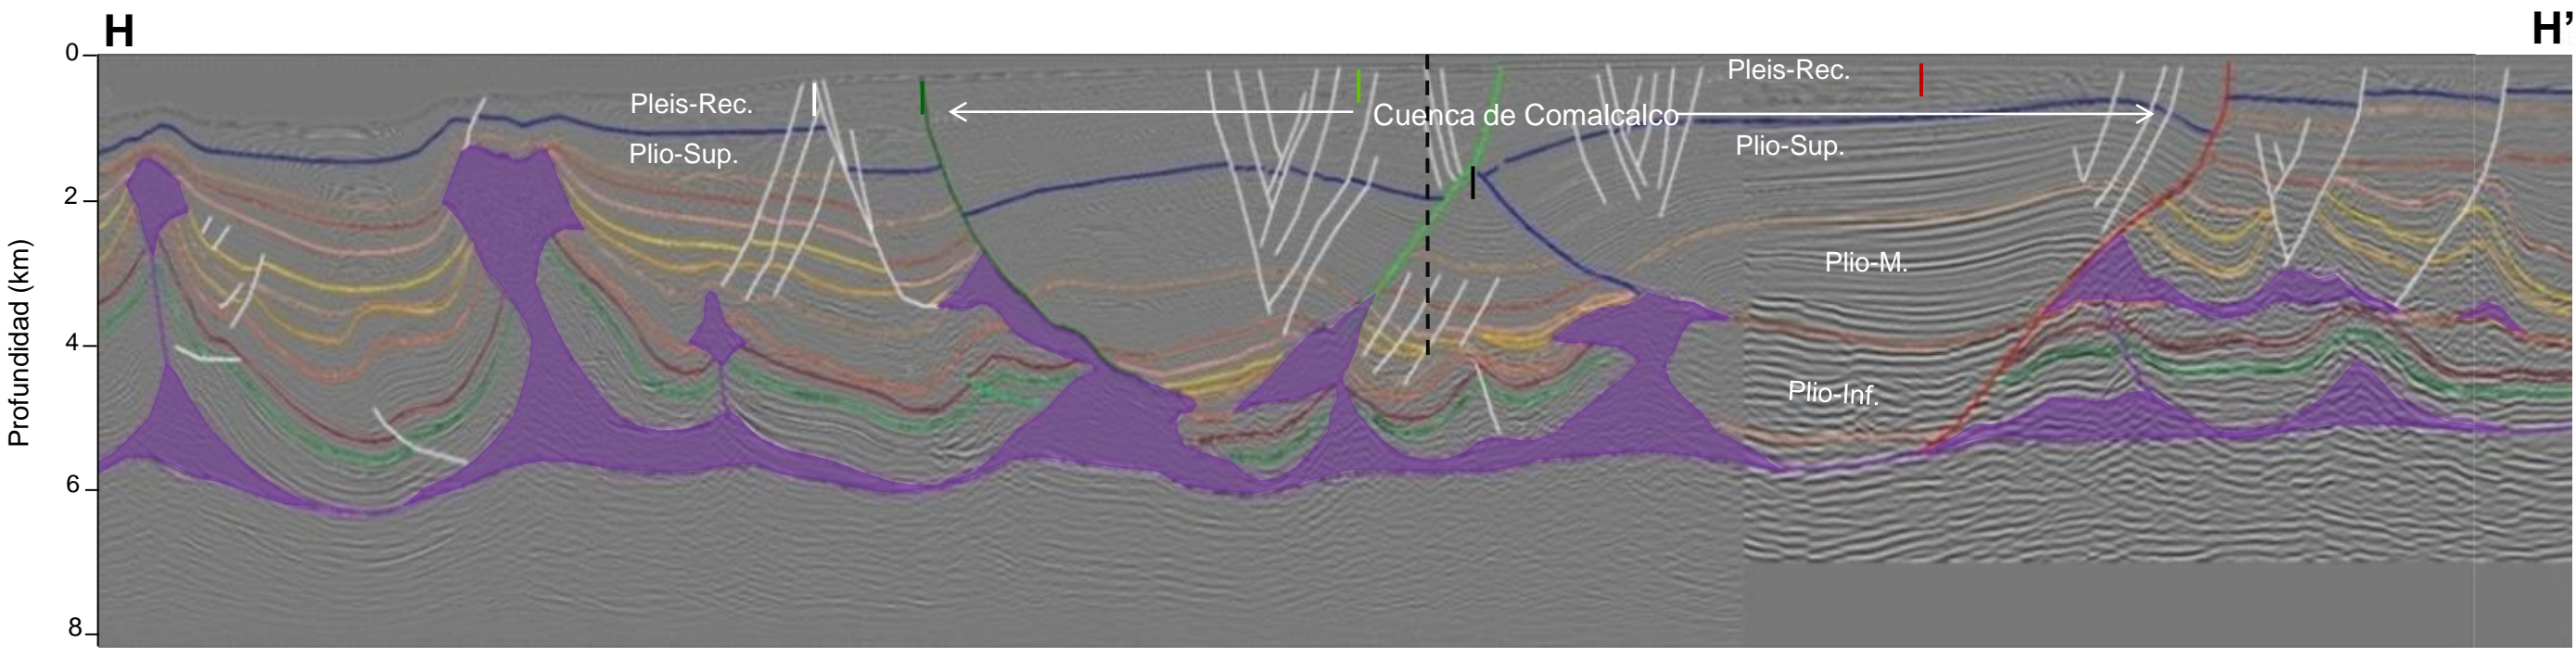 H
H’
0
2
4
6
8
Profundidad (km)
Pleis-Rec.
Plio-Sup.
Cuenca de Comalcalco
Pleis-Rec.
Plio-Sup.
Plio-M.
Plio-Inf.